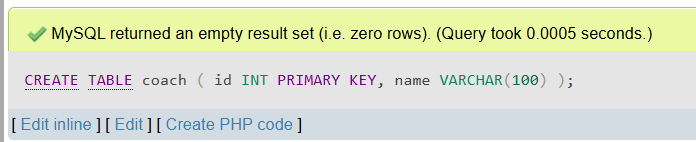 MySQL returned an empty result set (i.e. zero rows). (Query took 0.0005 seconds.)
CREATE TABLE coach ( id INT PRIMARY KEY, name VARCHAR(100) );
[ Edit inline ] [ Edit ] [ Create PHP code ]